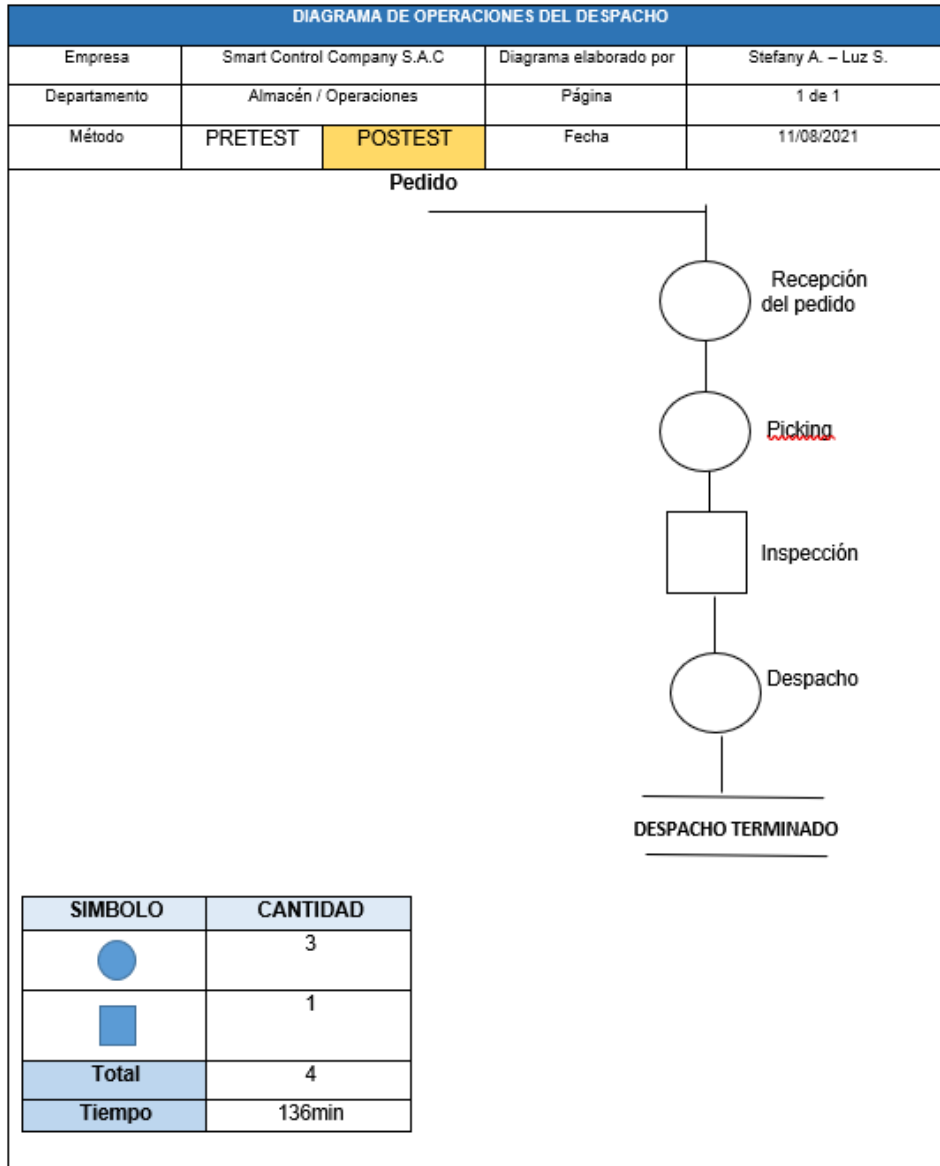 DIAGRAMA DE OPERACIONES DEL DESPACHO
Empresa Smart Control Company S.A.C Diagrama elaborado por Stefany A. – Luz S.
Departamento Almacén / Operaciones Página 1 de 1
Método PRETEST POSTEST Fecha 11/08/2021
Pedido
Recepción
del pedido
Picking
Inspección
Despacho
DESPACHO TERMINADO
SIMBOLO CANTIDAD
3
1
Total 4
Tiempo 136min